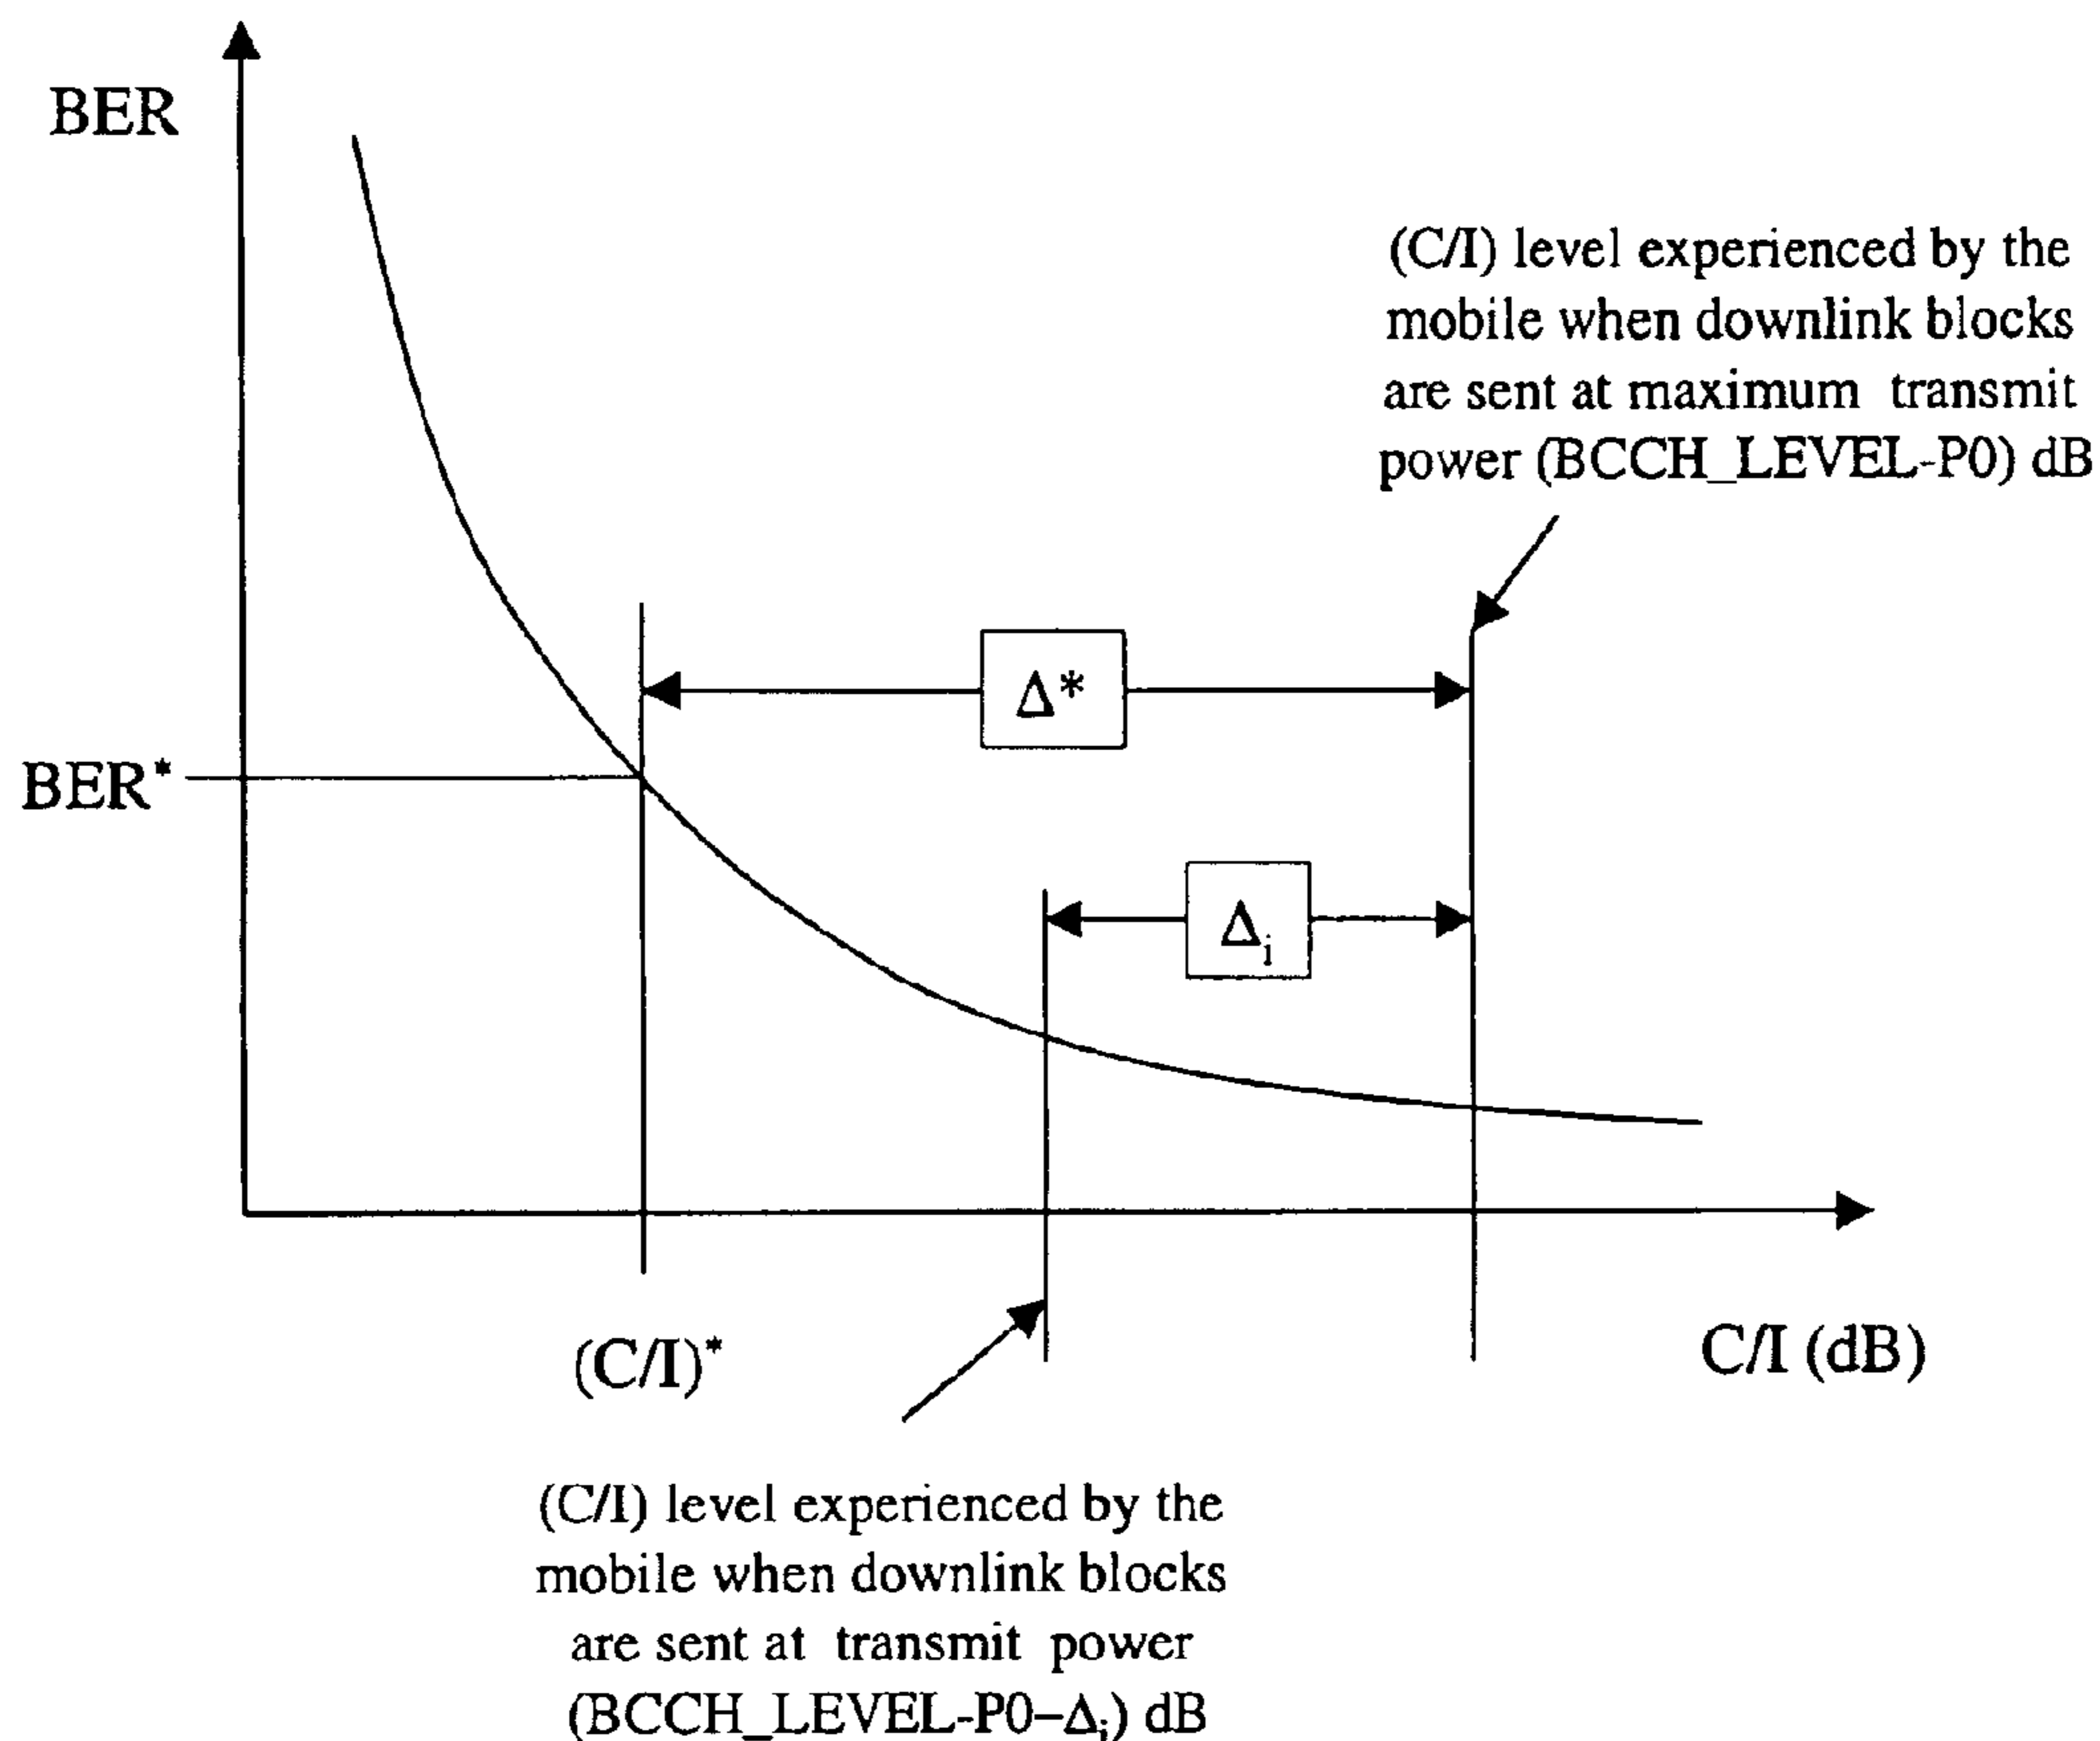 BER
(C/I) level experienced by the
mobile when downlink blocks
are sent at maximum transmit
power (BCCH_LEVEL-P0) dB
Δ*
BER*
Δi
(C/I)*
C/I (dB)
(C/I) level experienced by the
mobile when downlink blocks
are sent at transmit power
(BCCH_LEVEL-P0–Δi) dB